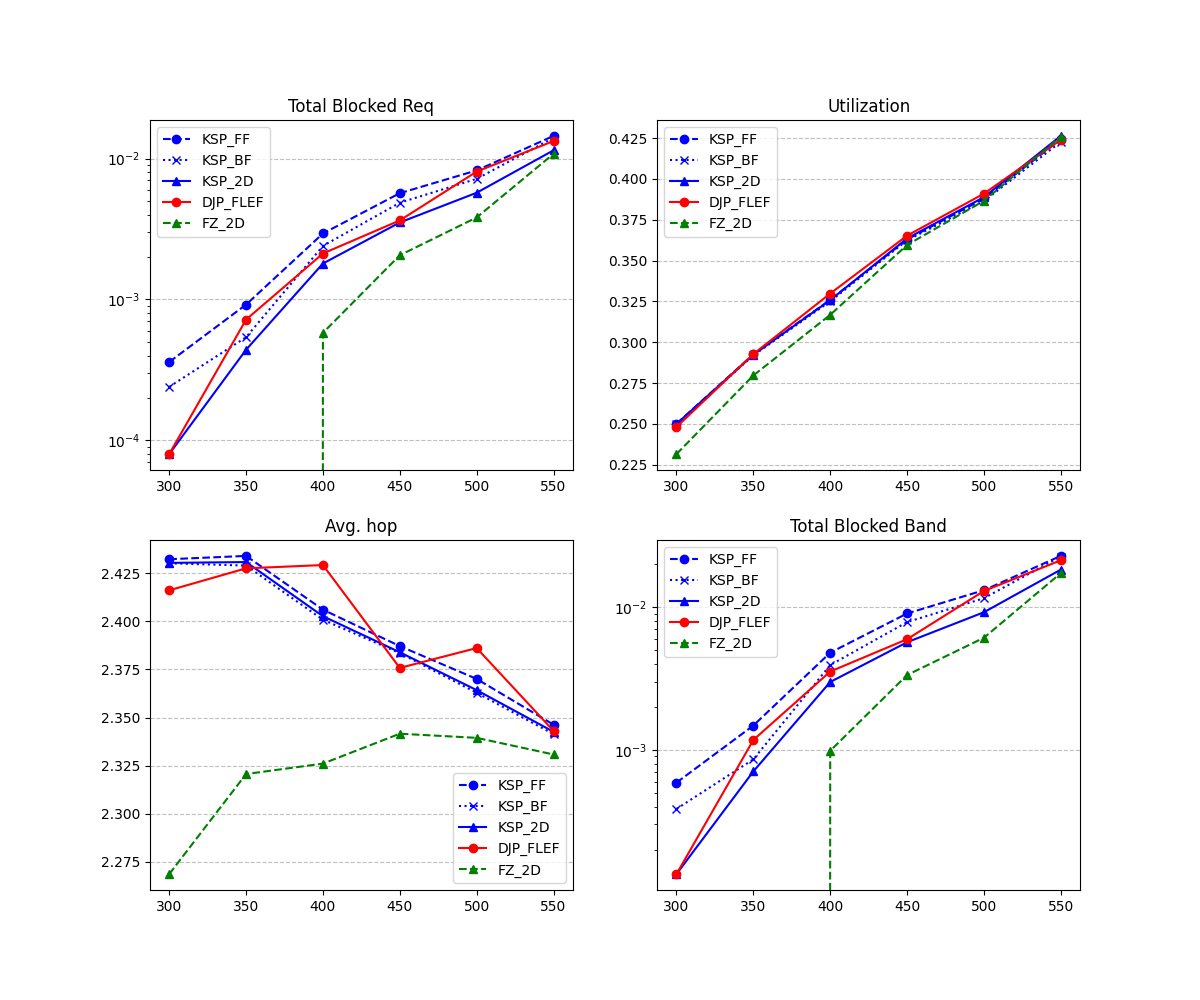 Total Blocked Req
KSP_FF
KSP_BF
KSP_2D
DJP_FLEF
FZ_2D
10⁻²
10⁻³
10⁻⁴
300 350 400 450 500 550
Utilization
KSP_FF
KSP_BF
KSP_2D
DJP_FLEF
FZ_2D
0.425
0.400
0.375
0.350
0.325
0.300
0.275
0.250
0.225
300 350 400 450 500 550
Avg. hop
2.425
2.400
2.375
2.350
2.325
2.300
2.275
KSP_FF
KSP_BF
KSP_2D
DJP_FLEF
FZ_2D
300 350 400 450 500 550
Total Blocked Band
KSP_FF
KSP_BF
KSP_2D
DJP_FLEF
FZ_2D
10⁻²
10⁻³
300 350 400 450 500 550